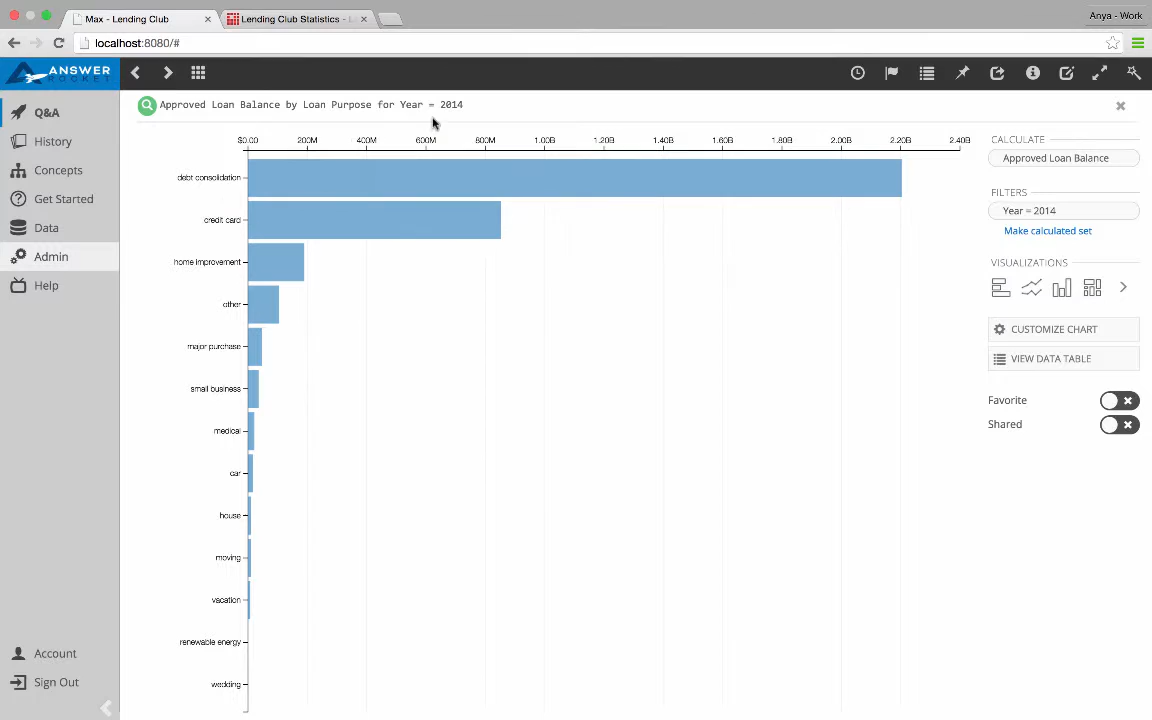 Max - Lending Club
Lending Club Statistics -
Anya - Work
localhost:8080/#
ANSWER
ROCKET
Approved Loan Balance by Loan Purpose for Year = 2014
Q&A
History
Concepts
Get Started
Data
Admin
Help
Account
Sign Out
$0.00 200M 400M 600M 800M 1.00B 1.20B 1.40B 1.60B 1.80B 2.00B 2.20B 2.40B
debt consolidation
credit card
home improvement
other
major purchase
small business
medical
car
house
moving
vacation
renewable energy
wedding
CALCULATE
Approved Loan Balance
FILTERS
Year = 2014
Make calculated set
VISUALIZATIONS
CUSTOMIZE CHART
VIEW DATA TABLE
Favorite
Shared